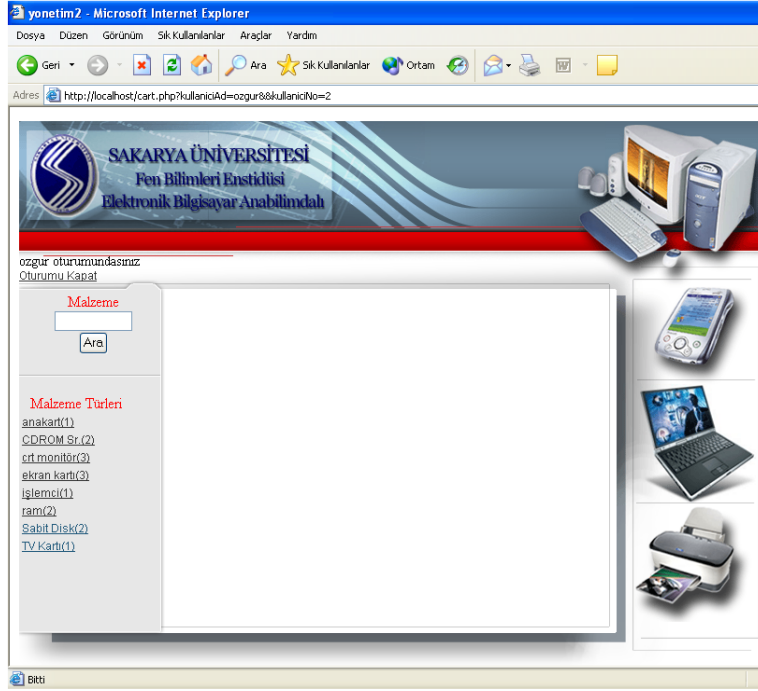 yonetim2 - Microsoft Internet Explorer
Dosya Düzen Görünüm Sık Kullanılanlar Araçlar Yardım
Geri Ara Sık Kullanılanlar Ortam
Adres http://localhost/cart.php?kullaniciAd=ozgur&&kullaniciNo=2
SAKARYA ÜNİVERSİTESİ
Fen Bilimleri Enstidüsi
Elektronik Bilgisayar Anabilimdalı
ozgur oturumundasınız
Oturumu Kapat
Malzeme
Ara
Malzeme Türleri
anakart(1)
CDROM Sr.(2)
crt monitör(3)
ekran kartı(3)
işlemci(1)
ram(2)
Sabit Disk(2)
TV Kartı(1)
Bitti